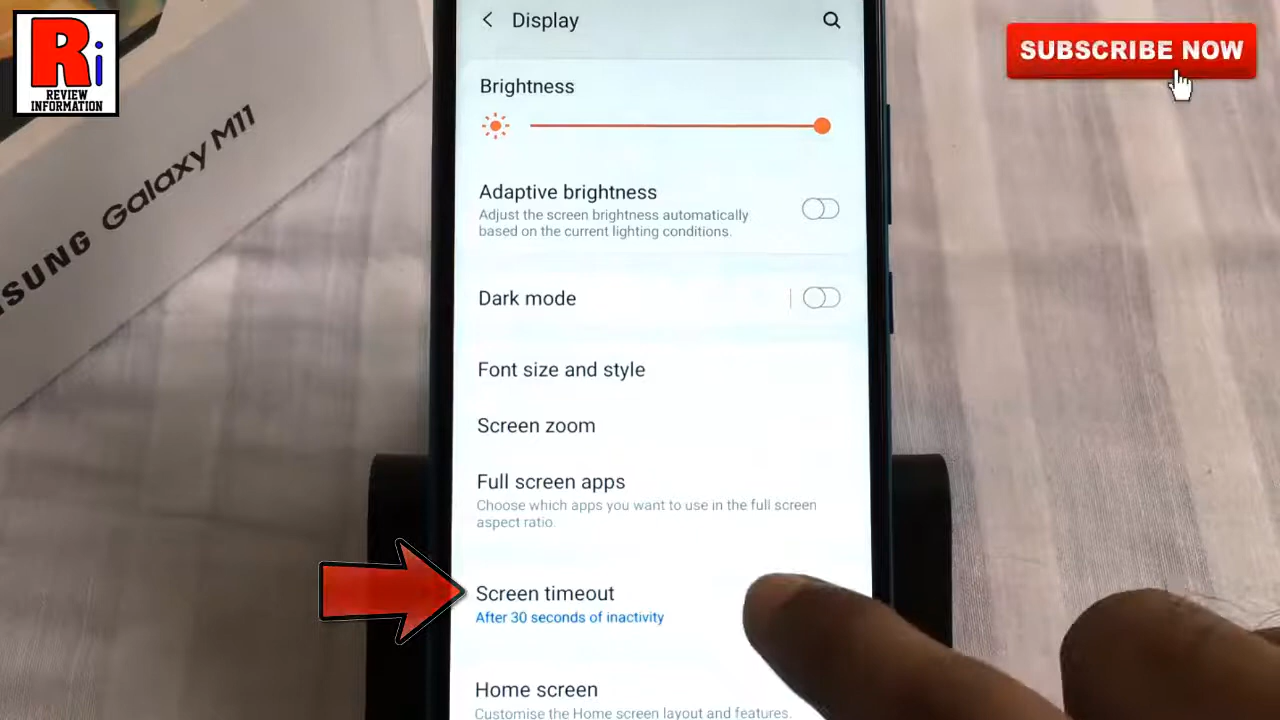 Ri
REVIEW
INFORMATION
SUBSCRIBE NOW
Galaxy M11
Display
Brightness
Adaptive brightness
Adjust the screen brightness automatically
based on the current lighting conditions.
Dark mode
Font size and style
Screen zoom
Full screen apps
Choose which apps you want to use in the full screen
aspect ratio.
Screen timeout
After 30 seconds of inactivity
Home screen
Customise the Home screen layout and features.